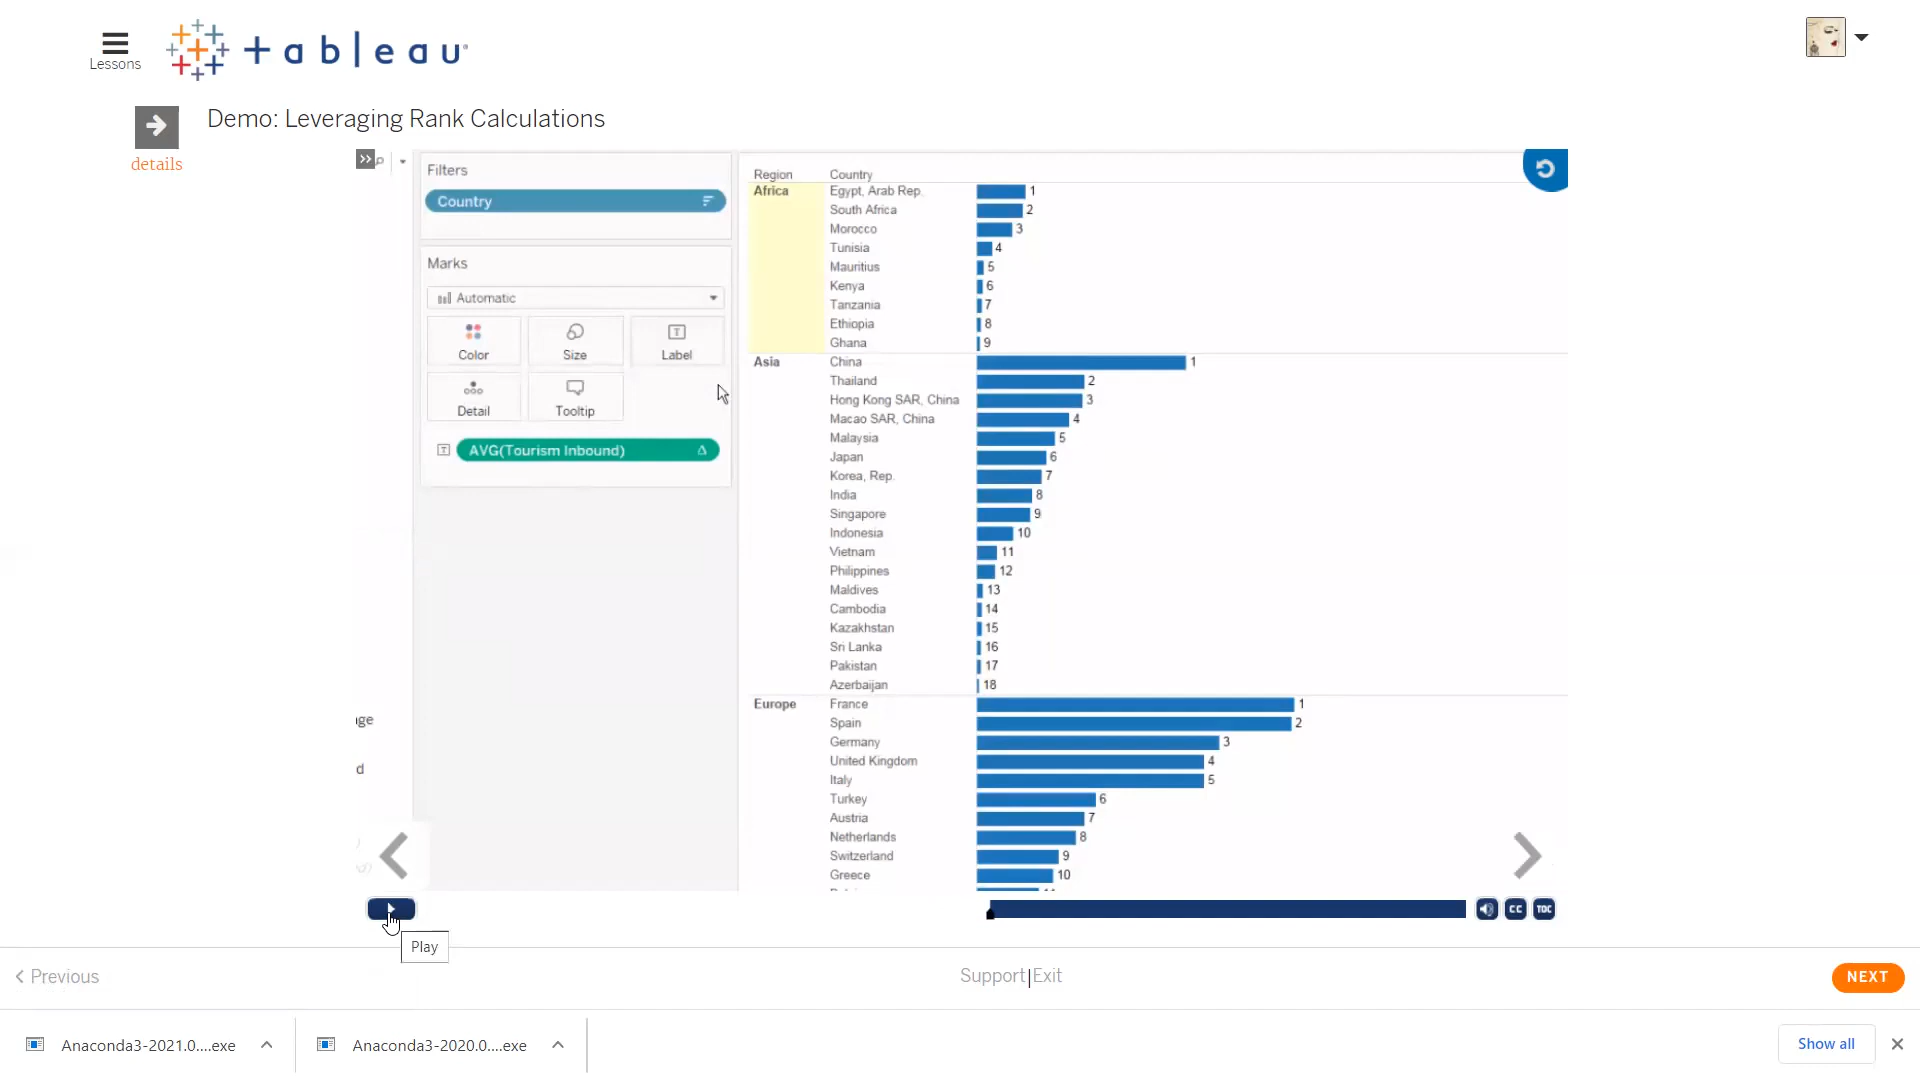 Lessons
+ a b | e a u
Demo: Leveraging Rank Calculations
details
Filters
Country
Marks
Automatic
Color
Size
Label
Detail
Tooltip
AVG(Tourism Inbound)
Region Country
Africa Egypt, Arab Rep. 1
South Africa 2
Morocco 3
Tunisia 4
Mauritius 5
Kenya 6
Tanzania 7
Ethiopia 8
Ghana 9
Asia China 1
Thailand 2
Hong Kong SAR, China 3
Macao SAR, China 4
Malaysia 5
Japan 6
Korea, Rep. 7
India 8
Singapore 9
Indonesia 10
Vietnam 11
Philippines 12
Maldives 13
Cambodia 14
Kazakhstan 15
Sri Lanka 16
Pakistan 17
Azerbaijan 18
Europe France 1
Spain 2
Germany 3
United Kingdom 4
Italy 5
Turkey 6
Austria 7
Netherlands 8
Switzerland 9
Greece 10
ge
d
CC
TOC
Play
Previous
Support|Exit
NEXT
Anaconda3-2021.0....exe
Anaconda3-2020.0....exe
Show all